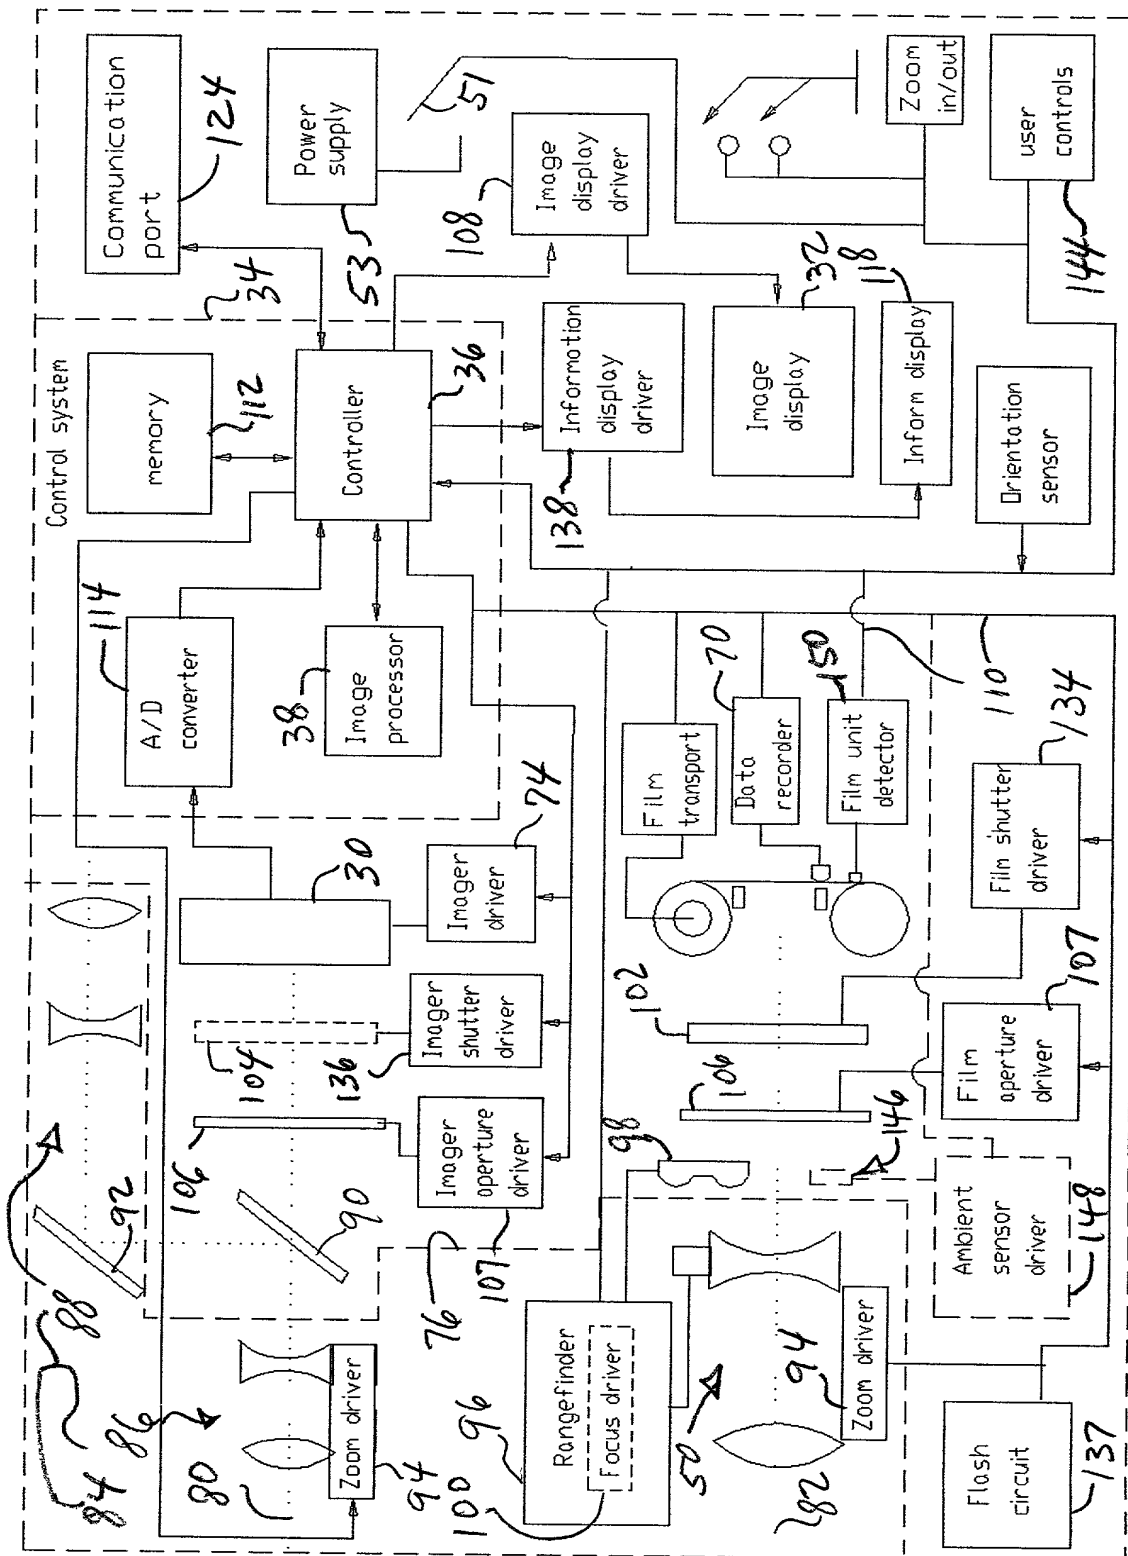 84
88
86
80
92
88
90
Zoom driver
94
106
Imager
aperture
driver
107
76
104
136
Imager
shutter
driver
30
Imager
driver
74
Control system
34
114
A/D
converter
38
Image
processor
memory
112
Controller
36
Communication
port
124
Power
supply
53
51
108
Image
display
driver
138
Information
display
driver
Image
display
32
118
Inform display
Orientation
sensor
Zoom
in/out
user
controls
144
96
Rangefinder
Focus driver
100
50
82
Zoom driver
94
98
146
106
102
Film
transport
Data
recorder
70
Film unit
detector
150
110
Flash
circuit
137
Ambient
sensor
driver
148
Film
aperture
driver
107
Film shutter
driver
134